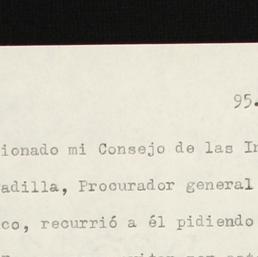 95.
ionado mi Consejo de las In
adilla, Procurador general
co, recurrió a él pidiendo